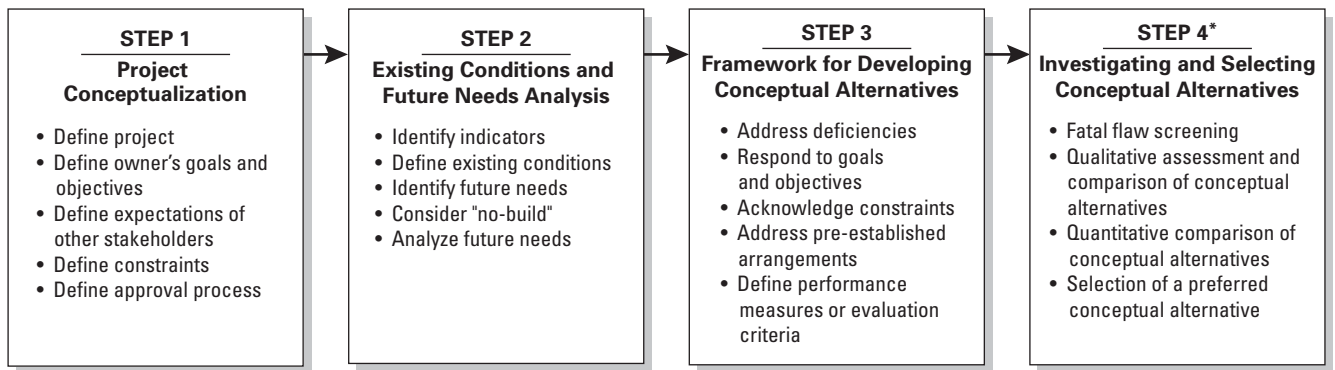 STEP 1
Project
Conceptualization
• Define project
• Define owner's goals and
objectives
• Define expectations of
other stakeholders
• Define constraints
• Define approval process
STEP 2
Existing Conditions and
Future Needs Analysis
• Identify indicators
• Define existing conditions
• Identify future needs
• Consider "no-build"
• Analyze future needs
STEP 3
Framework for Developing
Conceptual Alternatives
• Address deficiencies
• Respond to goals
and objectives
• Acknowledge constraints
• Address pre-established
arrangements
• Define performance
measures or evaluation
criteria
STEP 4*
Investigating and Selecting
Conceptual Alternatives
• Fatal flaw screening
• Qualitative assessment and
comparison of conceptual
alternatives
• Quantitative comparison of
conceptual alternatives
• Selection of a preferred
conceptual alternative